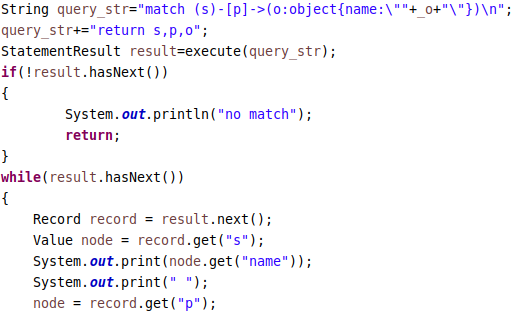 String query_str="match (s)-[p]->(o:object{name:\""+_o+"\"})\n";
query_str+="return s,p,o";
StatementResult result=execute(query_str);
if(!result.hasNext())
{
        System.out.println("no match");
        return;
}
while(result.hasNext())
{
    Record record = result.next();
    Value node = record.get("s");
    System.out.print(node.get("name"));
    System.out.print(" ");
    node = record.get("p");